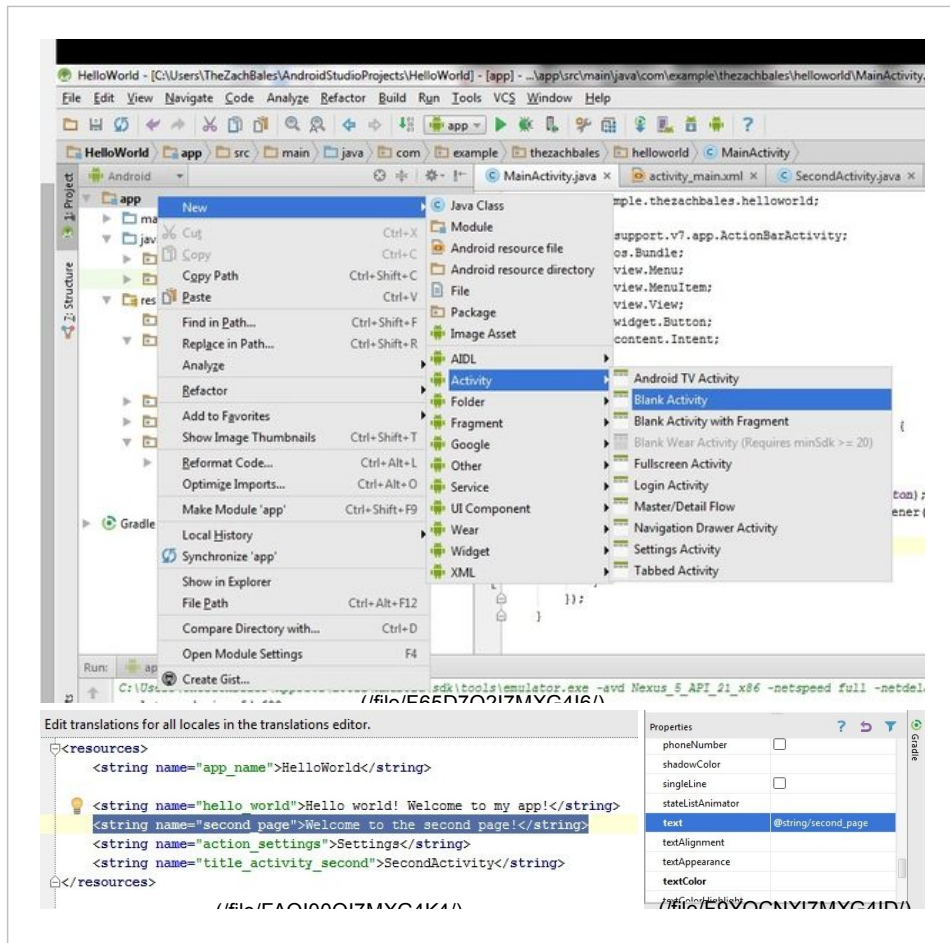 HelloWorld - [C:\Users\TheZachBales\AndroidStudioProjects\HelloWorld] - [app] - ...\app\src\main\java\com\example\thezachbales\helloworld\MainActivity.
File Edit View Navigate Code Analyze Refactor Build Run Tools VCS Window Help
app
HelloWorld app src main java com example thezachbales helloworld MainActivity
1: Project
Z: Structure
Android
MainActivity.java activity_main.xml SecondActivity.java
app
ma
jav
res
Gradle
New
Cut Ctrl+X
Copy Ctrl+C
Copy Path Ctrl+Shift+C
Paste Ctrl+V
Find in Path... Ctrl+Shift+F
Replace in Path... Ctrl+Shift+R
Analyze
Refactor
Add to Favorites
Show Image Thumbnails Ctrl+Shift+T
Reformat Code... Ctrl+Alt+L
Optimize Imports... Ctrl+Alt+O
Make Module 'app' Ctrl+Shift+F9
Local History
Synchronize 'app'
Show in Explorer
File Path Ctrl+Alt+F12
Compare Directory with... Ctrl+D
Open Module Settings F4
Create Gist...
Java Class
Module
Android resource file
Android resource directory
File
Package
Image Asset
AIDL
Activity
Folder
Fragment
Google
Other
Service
UI Component
Wear
Widget
XML
Android TV Activity
Blank Activity
Blank Activity with Fragment
Blank Wear Activity (Requires minSdk >= 20)
Fullscreen Activity
Login Activity
Master/Detail Flow
Navigation Drawer Activity
Settings Activity
Tabbed Activity
mple.thezachbales.helloworld;
support.v7.app.ActionBarActivity;
os.Bundle;
view.Menu;
view.MenuItem;
view.View;
widget.Button;
content.Intent;
{
ton);
ener(
});
}
Run: ap
sdk\tools\emulator.exe -avd Nexus_5_API_21_x86 -netspeed full -netdel
Edit translations for all locales in the translations editor.
<resources>
<string name="app_name">HelloWorld</string>
<string name="hello_world">Hello world! Welcome to my app!</string>
<string name="second_page">Welcome to the second page!</string>
<string name="action_settings">Settings</string>
<string name="title_activity_second">SecondActivity</string>
</resources>
Properties
phoneNumber
shadowColor
singleLine
stateListAnimator
text @string/second_page
textAlignment
textAppearance
textColor
Gradle